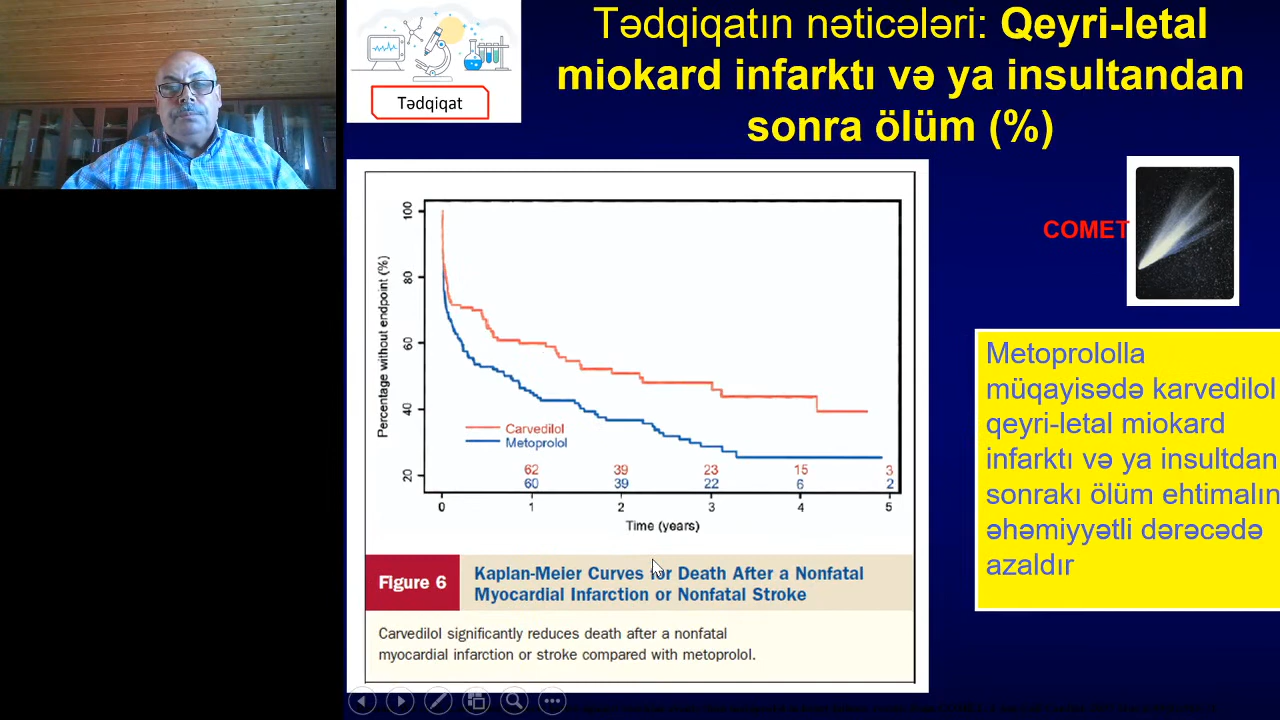 Tədqiqatın nəticələri: Qeyri-letal
miokard infarktı və ya insultandan
sonra ölüm (%)
Tədqiqat
COMET
Percentage without endpoint (%)
100
80
60
40
20
Carvedilol
Metoprolol
62 39 23 15 3
60 39 22 6 2
0 1 2 3 4 5
Time (years)
Figure 6
Kaplan-Meier Curves for Death After a Nonfatal
Myocardial Infarction or Nonfatal Stroke
Carvedilol significantly reduces death after a nonfatal
myocardial infarction or stroke compared with metoprolol.
Metoprololla
müqayisədə karvedilol
qeyri-letal miokard
infarktı və ya insultdan
sonrakı ölüm ehtimalın
əhəmiyyətli dərəcədə
azaldır